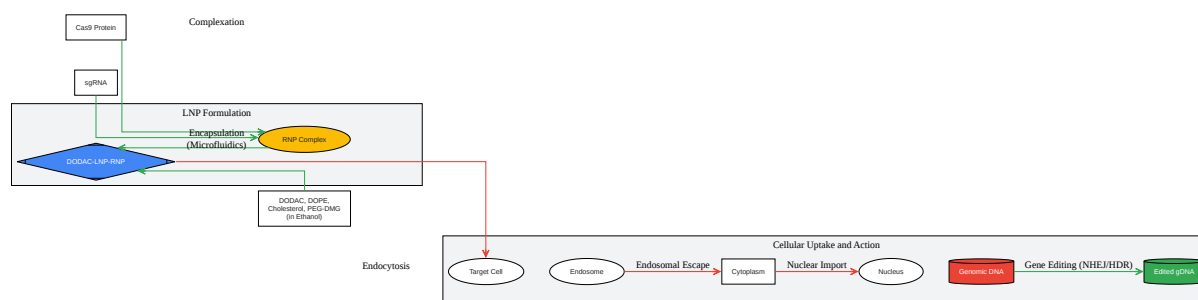 Cas9 Protein
Complexation
sgRNA
LNP Formulation
Encapsulation
(Microfluidics)
RNP Complex
DODAC-LNP-RNP
DODAC, DOPE,
Cholesterol, PEG-DMG
(in Ethanol)
Cellular Uptake and Action
Endocytosis
Target Cell
Endosome
Endosomal Escape
Cytoplasm
Nuclear Import
Nucleus
Genomic DNA
Gene Editing (NHEJ/HDR)
Edited gDNA